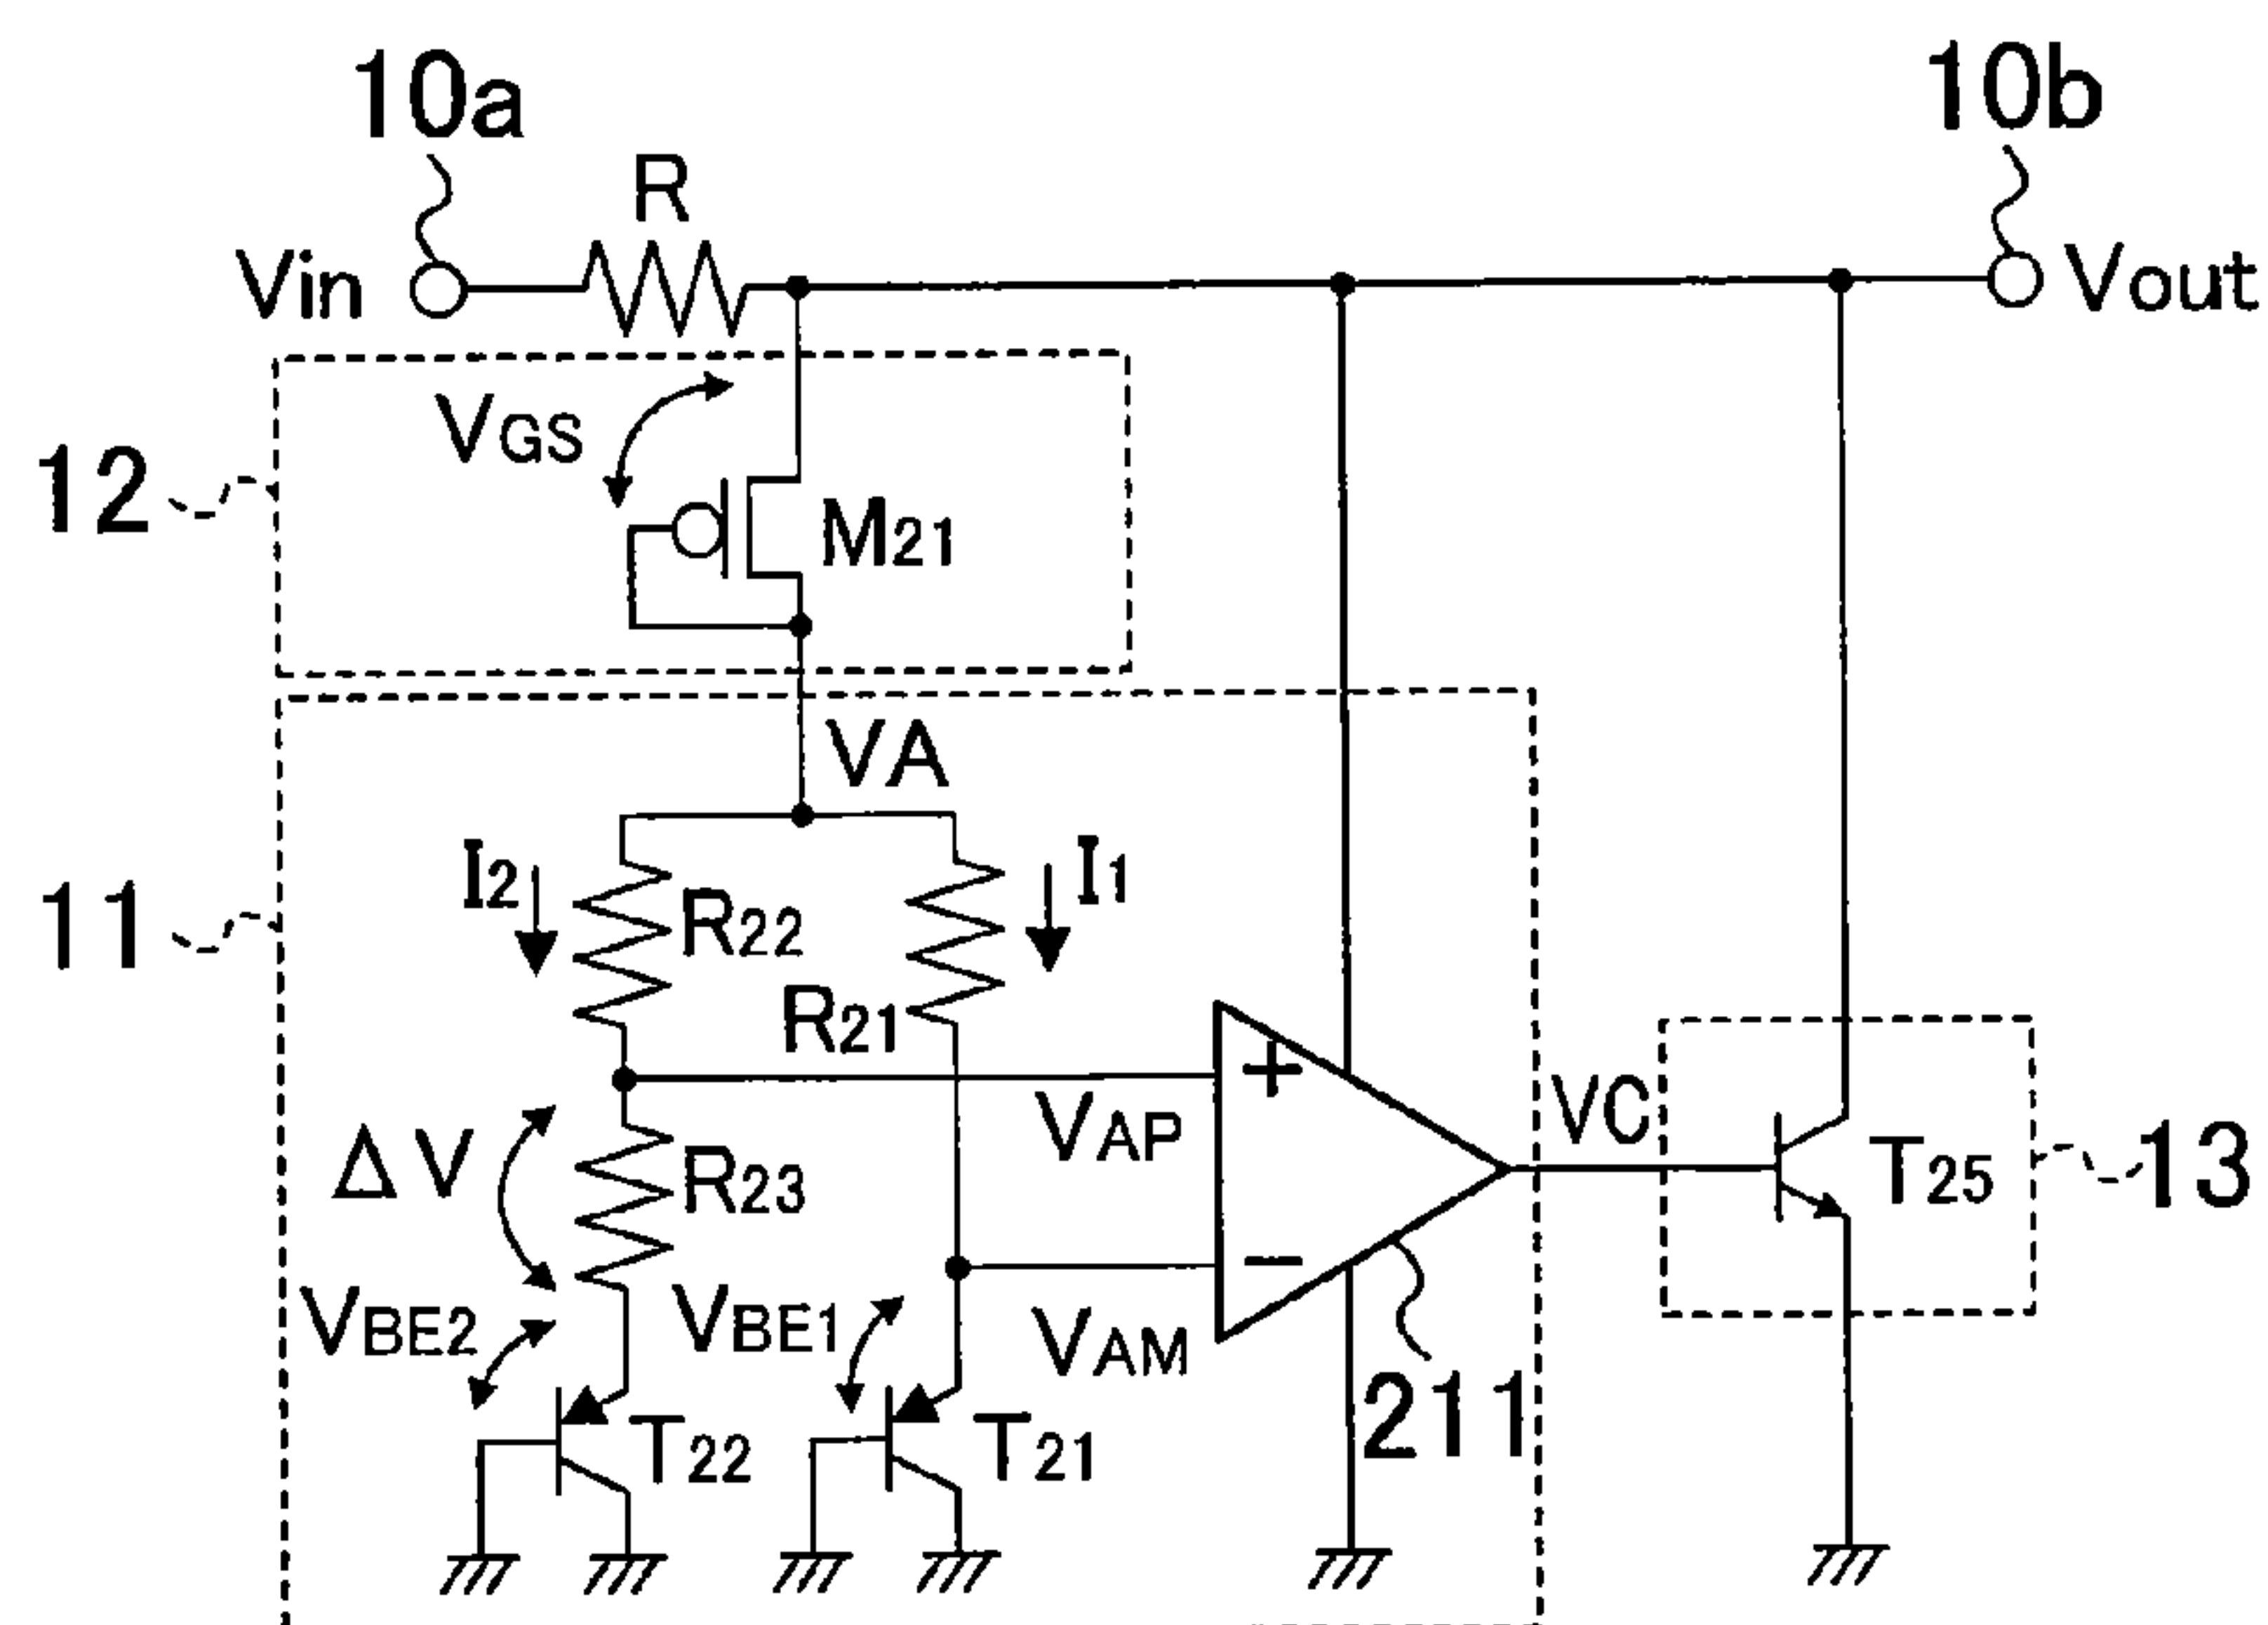 10a
10b
R
Vin
Vout
VGS
12
M21
VA
I2
I1
11
R22
R21
+
VC
VAP
ΔV
R23
T25
13
−
VBE2
VBE1
VAM
211
T22
T21